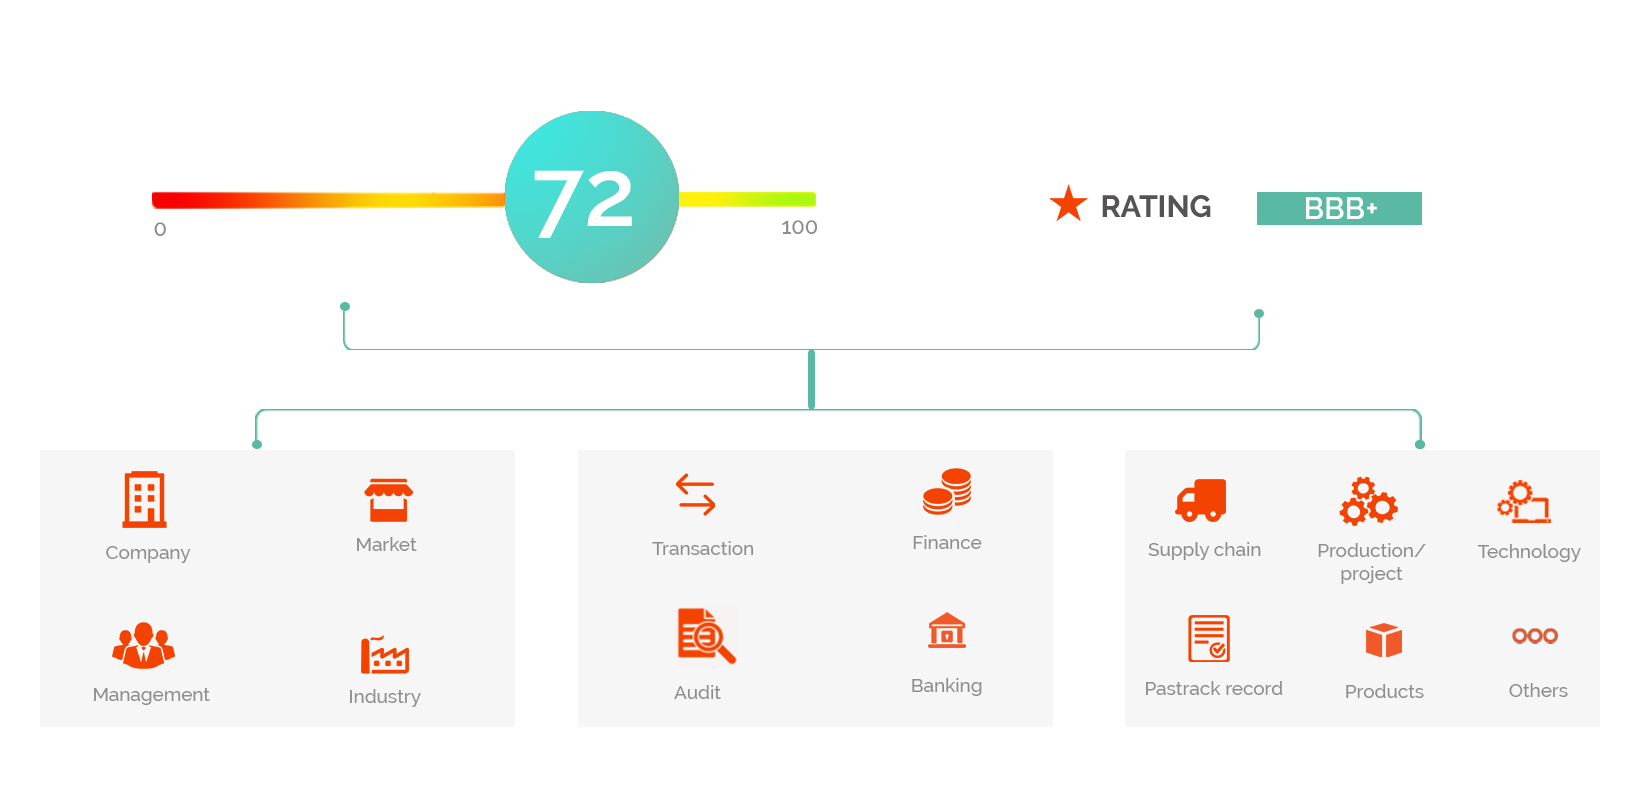 72
0
100
RATING
BBB+
Company
Market
Management
Industry
Transaction
Finance
Audit
Banking
Supply chain
Production/
project
Technology
Pastrack record
Products
Others